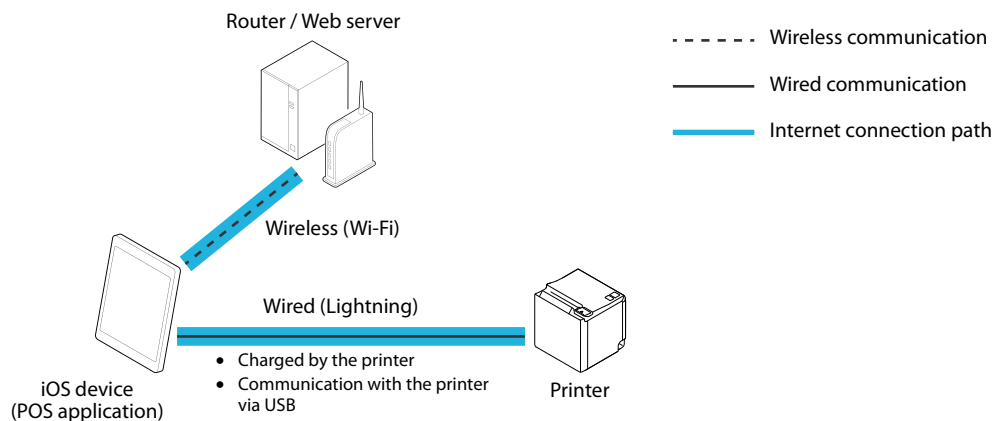 Router / Web server
Wireless communication
Wired communication
Internet connection path
Wireless (Wi-Fi)
Wired (Lightning)
• Charged by the printer
• Communication with the printer
via USB
iOS device
(POS application)
Printer